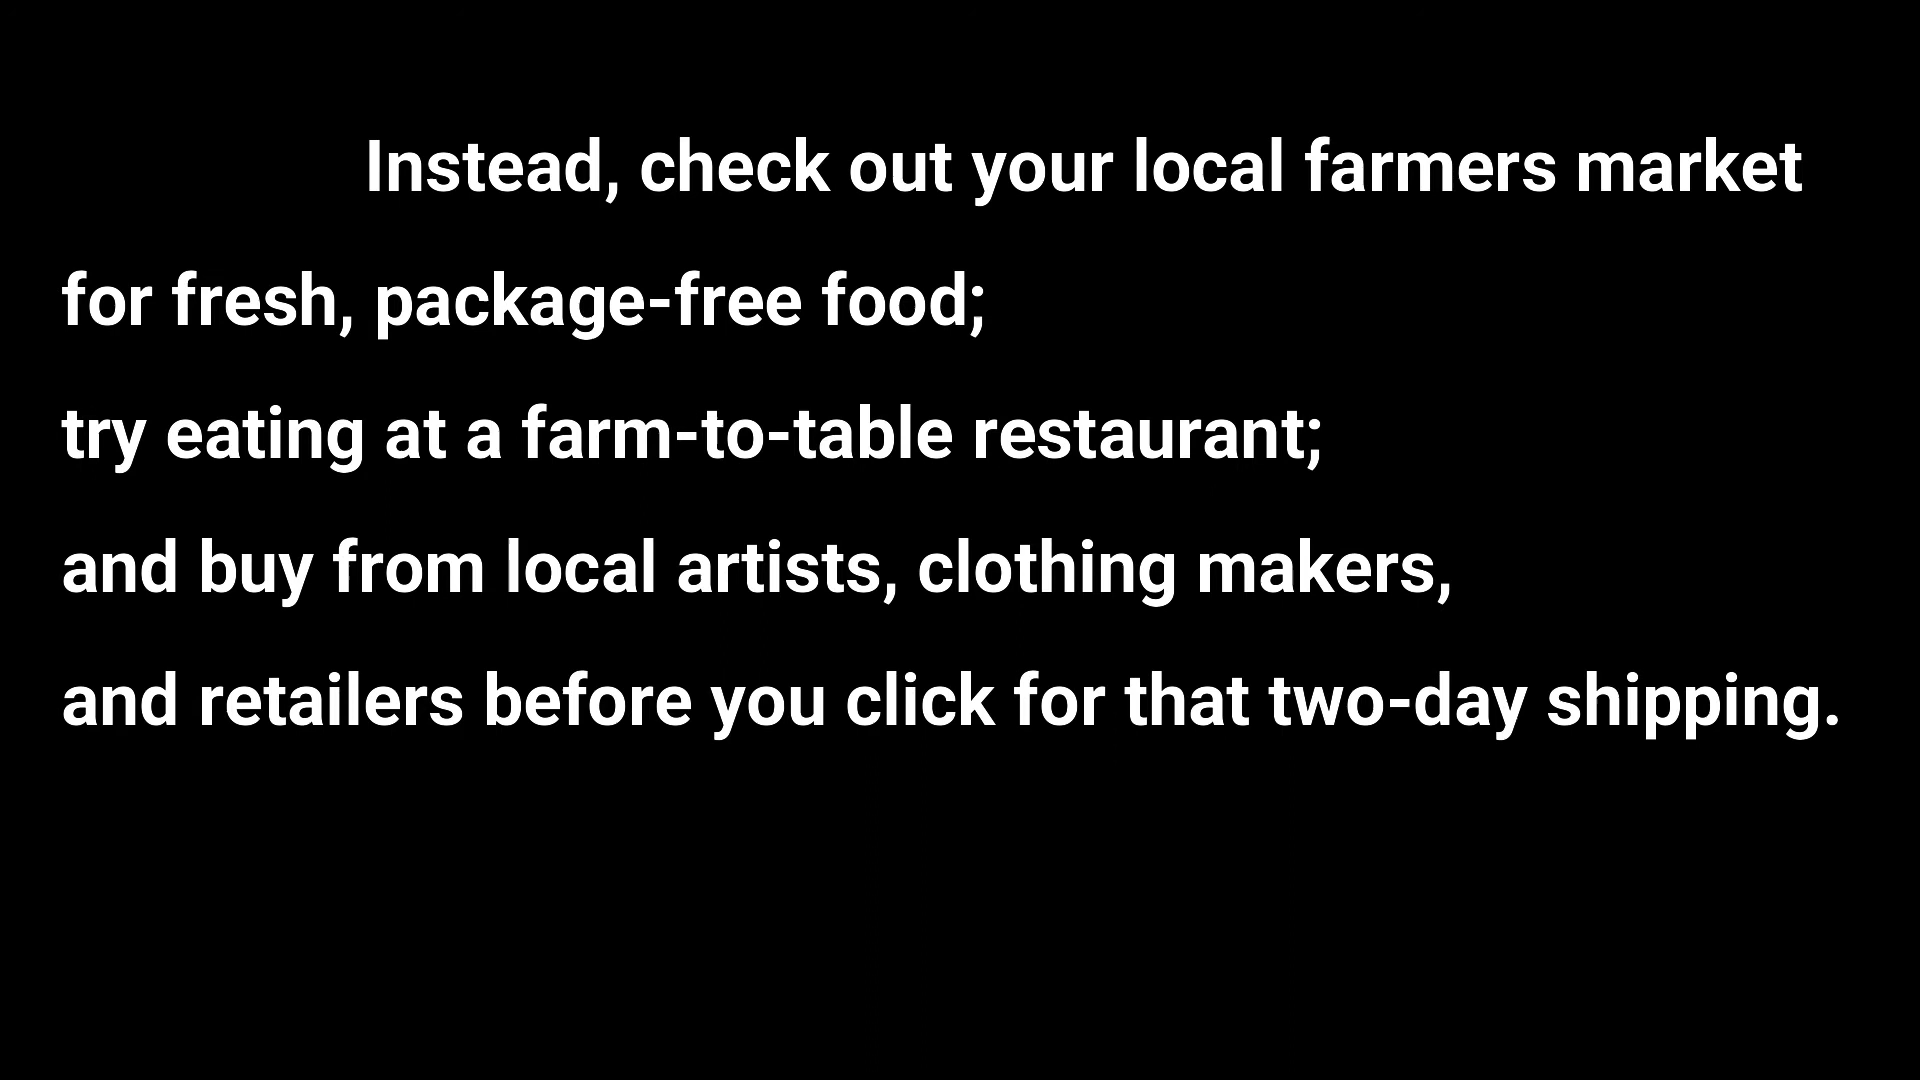 Instead, check out your local farmers market
for fresh, package-free food;
try eating at a farm-to-table restaurant;
and buy from local artists, clothing makers,
and retailers before you click for that two-day shipping.